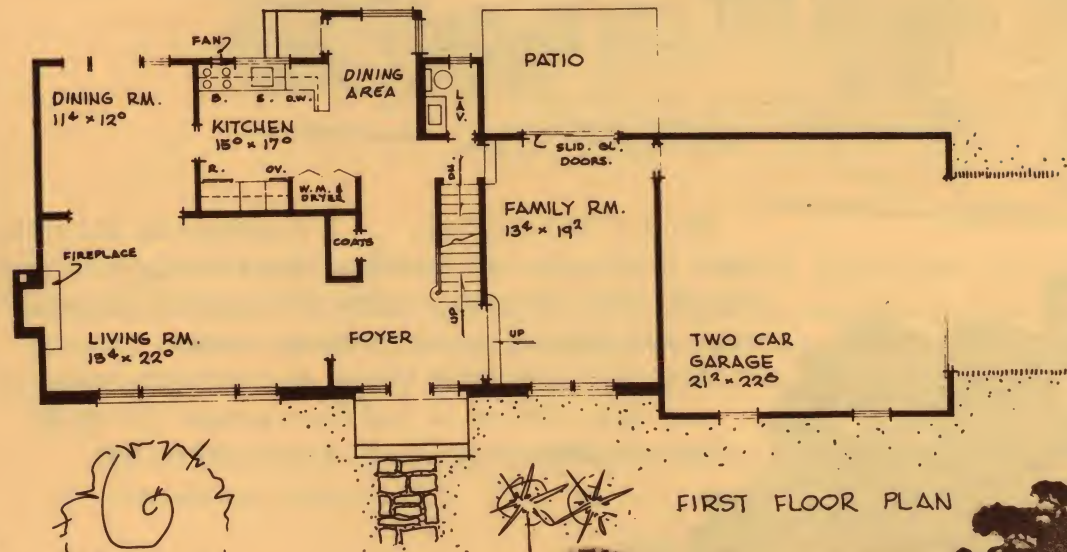 FAN
DINING RM.
11⁴ x 12⁰
B. S. D.W.
KITCHEN
15⁰ x 17⁰
R. OV.
W.M. &
DRYER
DINING
AREA
LAV.
PATIO
SLID. GL.
DOORS.
DN.
FAMILY RM.
13⁴ x 19²
COATS
FIREPLACE
LIVING RM.
13⁴ x 22⁰
FOYER
UP
UP
TWO CAR
GARAGE
21² x 22⁸
FIRST FLOOR PLAN